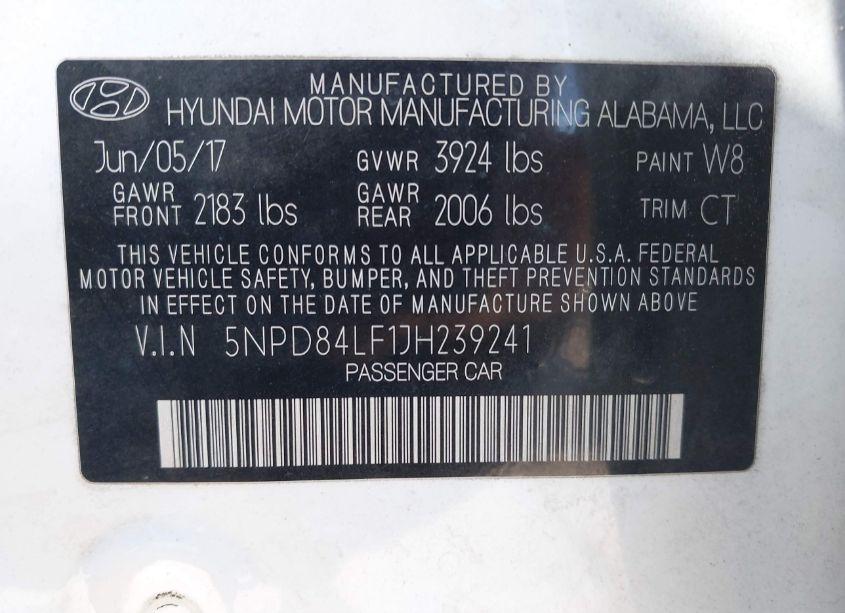 MANUFACTURED BY
HYUNDAI MOTOR MANUFACTURING ALABAMA, LLC
Jun/05/17 GVWR 3924 lbs PAINT W8
GAWR FRONT 2183 lbs GAWR REAR 2006 lbs TRIM CT
THIS VEHICLE CONFORMS TO ALL APPLICABLE U.S.A. FEDERAL
MOTOR VEHICLE SAFETY, BUMPER, AND THEFT PREVENTION STANDARDS
IN EFFECT ON THE DATE OF MANUFACTURE SHOWN ABOVE
V.I.N 5NPD84LF1JH239241
PASSENGER CAR